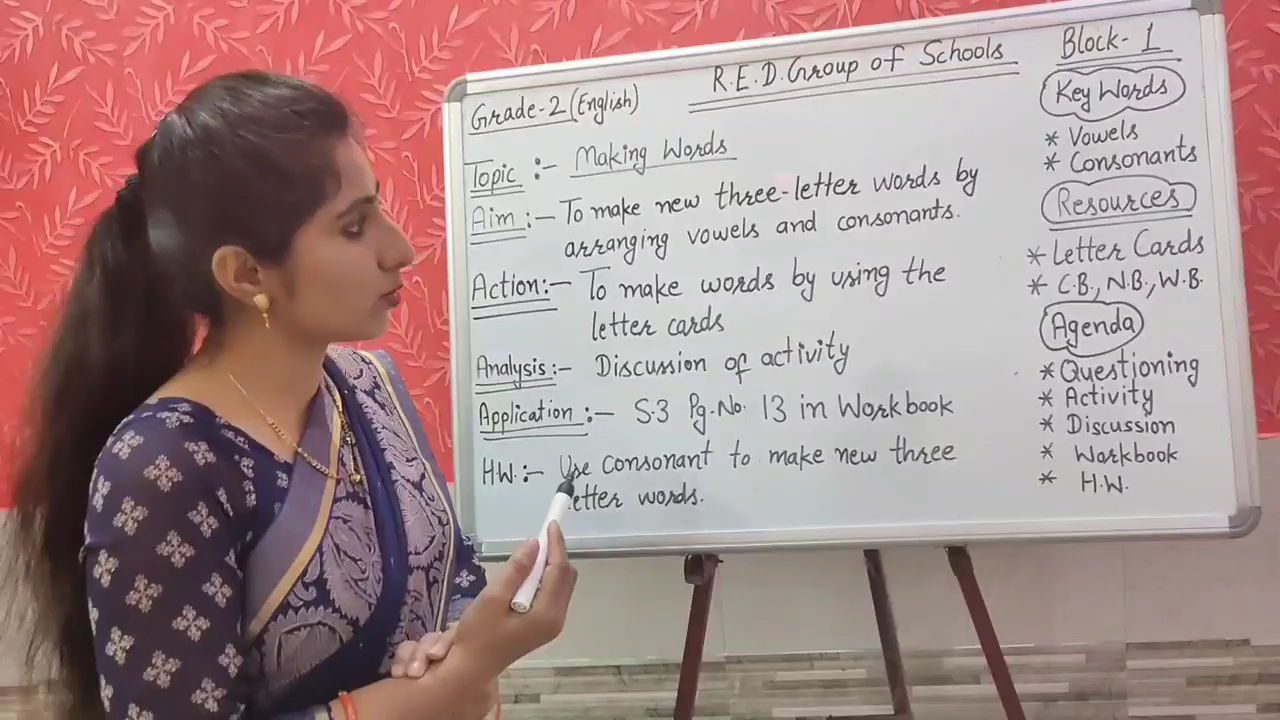 R.E.D. Group of Schools
Block-1
Grade-2 (English)
Topic :- Making Words
Aim :- To make new three-letter words by
arranging vowels and consonants.
Action :- To make words by using the
letter cards
Analysis :- Discussion of activity
Application :- S.3 Pg.No. 13 in Workbook
H.W. :- Use consonant to make new three
letter words.
Key Words
* Vowels
* Consonants
Resources
* Letter Cards
* C.B., N.B., W.B.
Agenda
* Questioning
* Activity
* Discussion
* Workbook
* H.W.